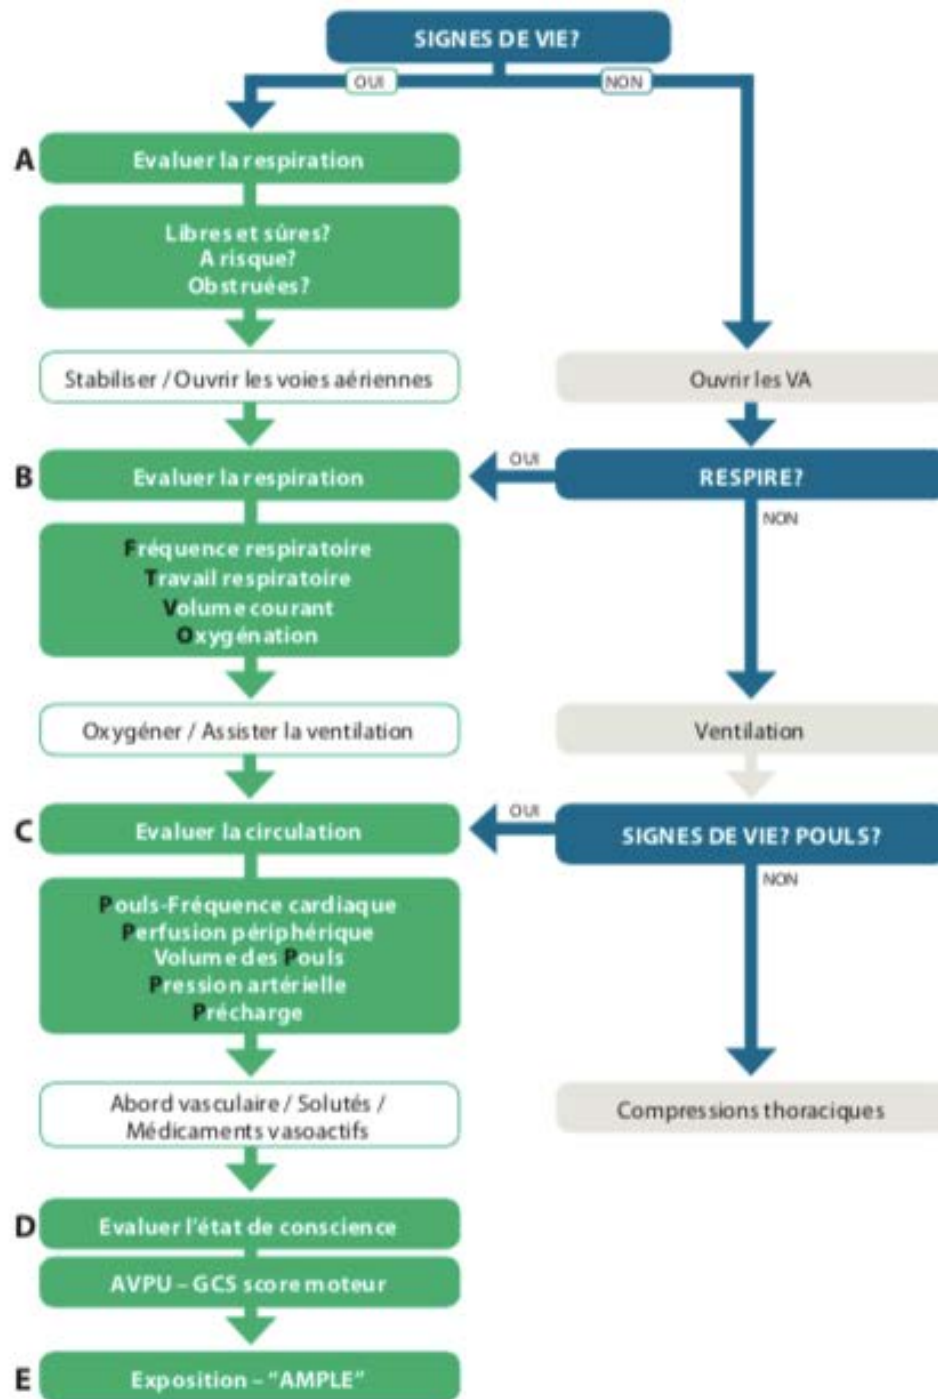 SIGNES DE VIE?
OUI
NON
A
Evaluer la respiration
Libres et sûres?
A risque?
Obstruées?
Stabiliser / Ouvrir les voies aériennes
Ouvrir les VA
B
Evaluer la respiration
OUI
RESPIRE?
NON
Fréquence respiratoire
Travail respiratoire
Volume courant
Oxygénation
Oxygéner / Assister la ventilation
Ventilation
C
Evaluer la circulation
OUI
SIGNES DE VIE? POULS?
NON
Pouls-Fréquence cardiaque
Perfusion périphérique
Volume des Pouls
Pression artérielle
Précharge
Abord vasculaire / Solutés /
Médicaments vasoactifs
Compressions thoraciques
D
Evaluer l'état de conscience
AVPU – GCS score moteur
E
Exposition – "AMPLE"